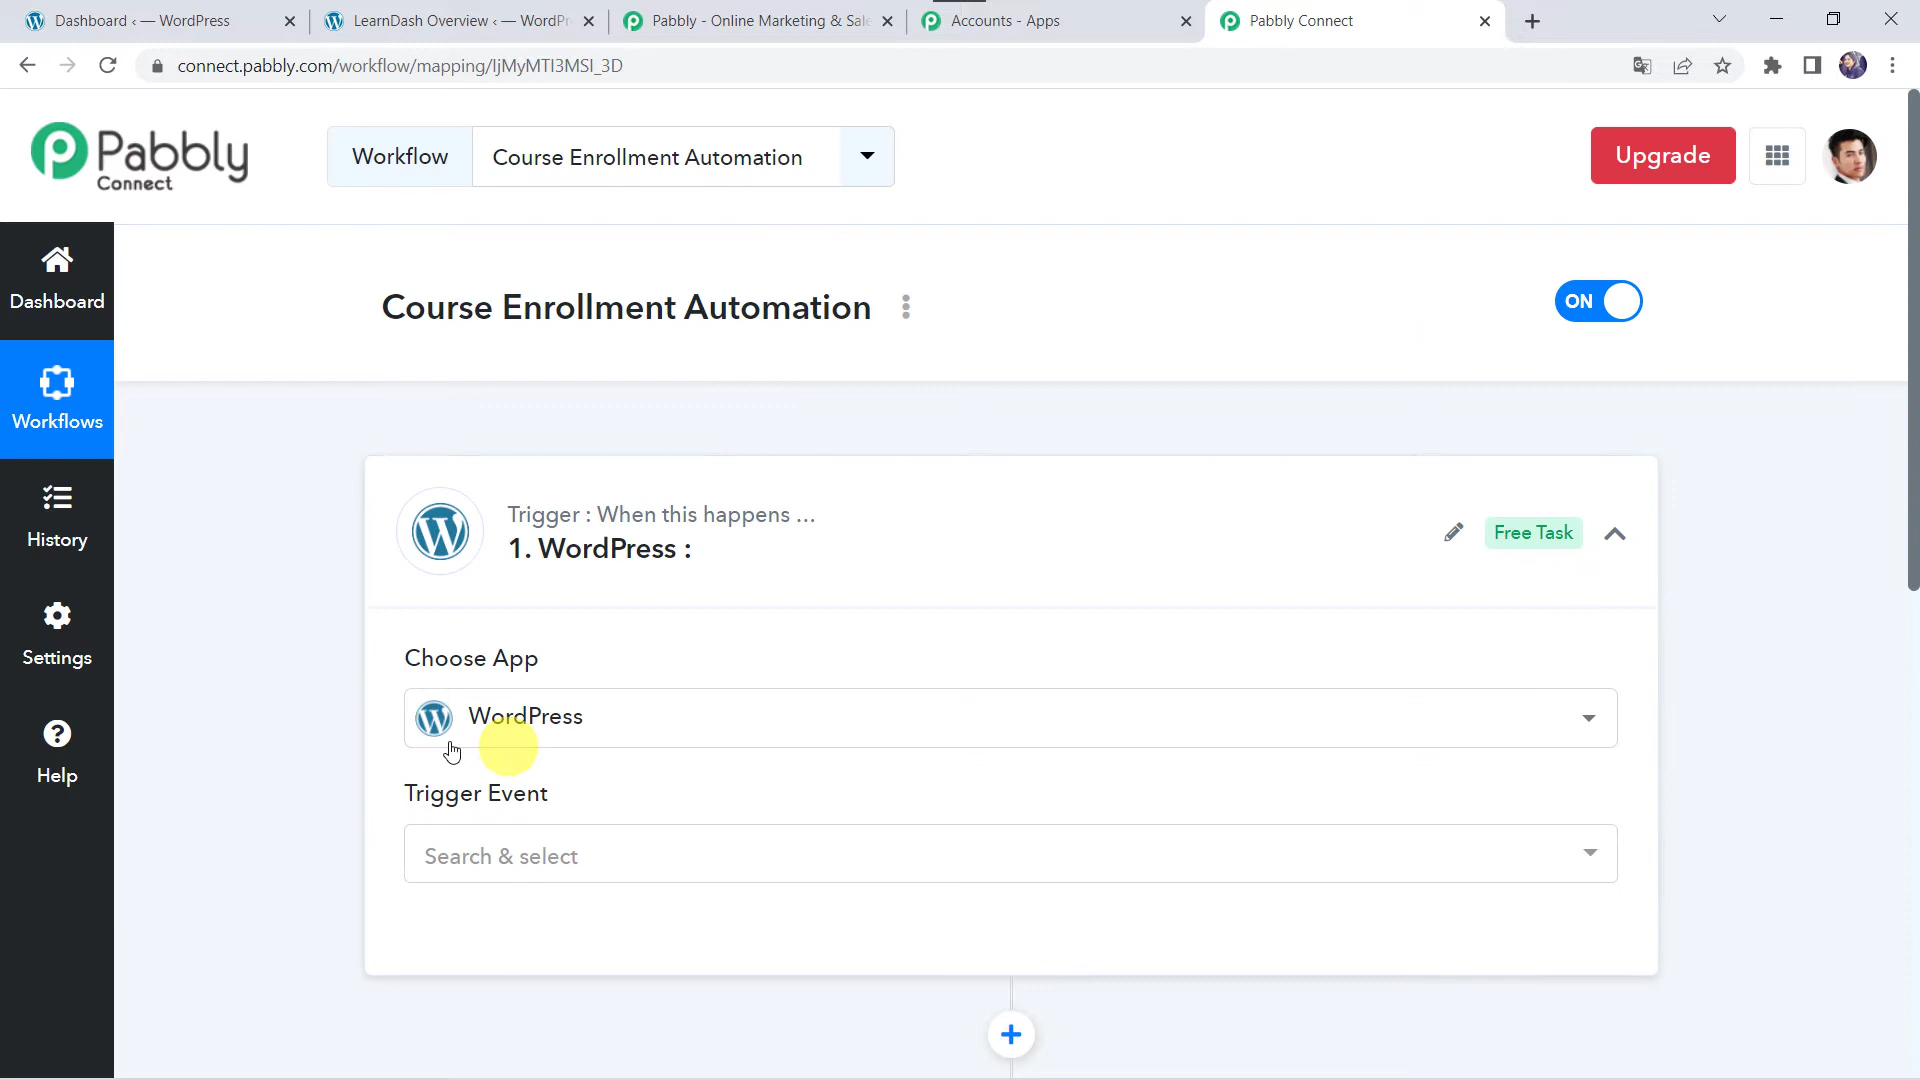 Dashboard ‹ — WordPress
LearnDash Overview ‹ — WordPr
Pabbly - Online Marketing & Sale
Accounts - Apps
Pabbly Connect
connect.pabbly.com/workflow/mapping/IjMyMTI3MSI_3D
Pabbly
Connect
Workflow
Course Enrollment Automation
Upgrade
Dashboard
Workflows
History
Settings
Help
Course Enrollment Automation
ON
Trigger : When this happens ...
1. WordPress :
Free Task
Choose App
WordPress
Trigger Event
Search & select